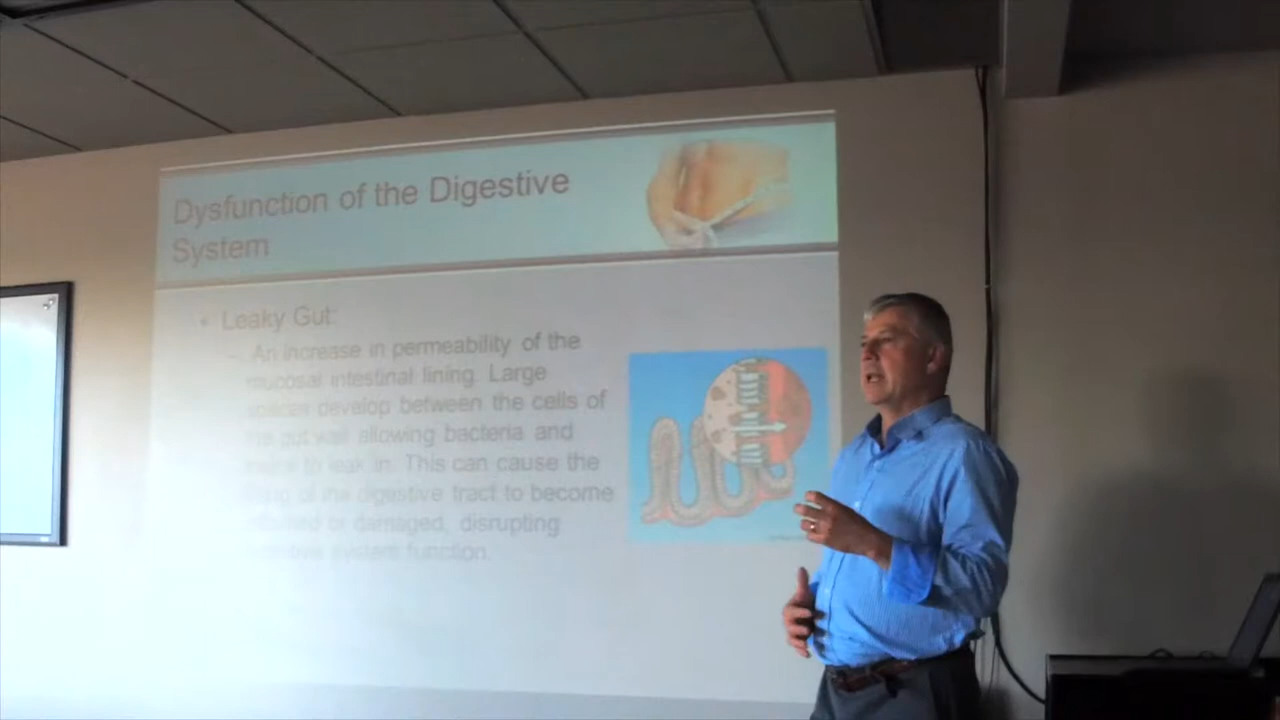 Dysfunction of the Digestive
System
Leaky Gut:
An increase in permeability of the
mucosal intestinal lining. Large
spaces develop between the cells of
the gut wall allowing bacteria and
to leak in. This can cause the
lining of the digestive tract to become
or damaged, disrupting
system function.